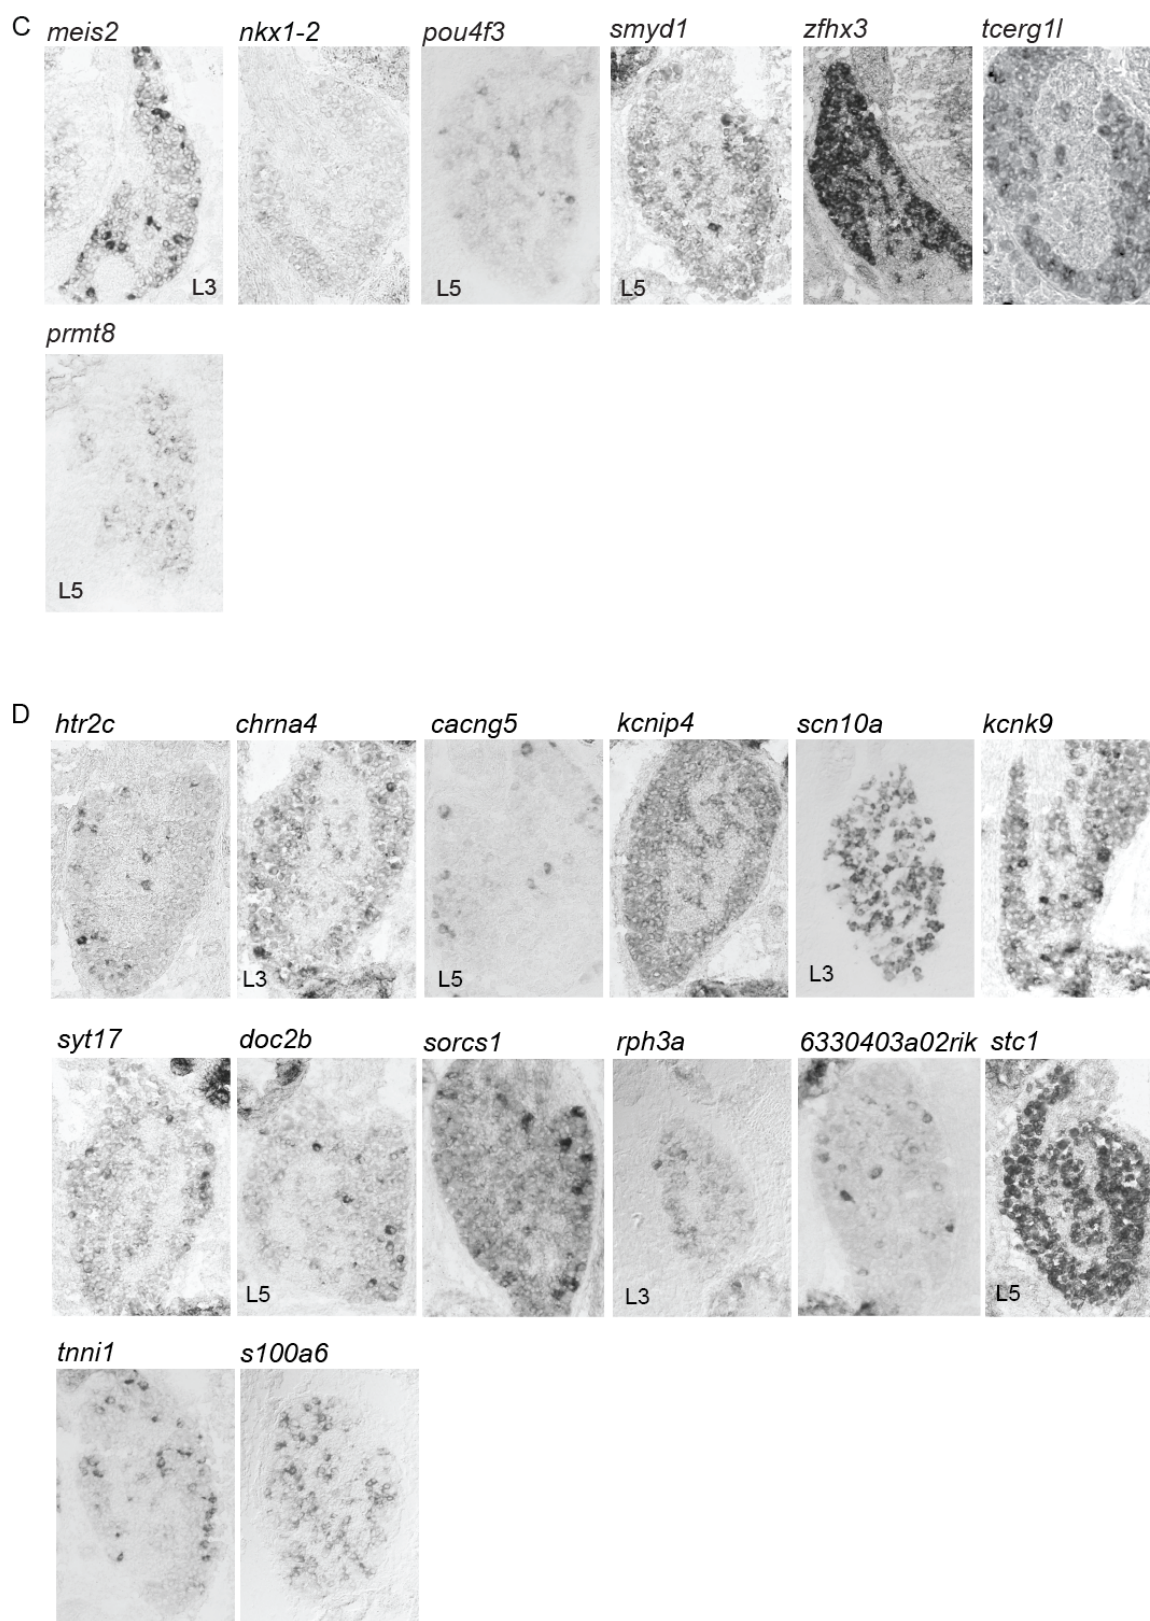 C
meis2 nkx1-2 pou4f3 smyd1 zfhx3 tcerg1l
L3 L5 L5
prmt8
L5
D
htr2c chrna4 cacng5 kcnip4 scn10a kcnk9
L3 L5 L3
syt17 doc2b sorcs1 rph3a 6330403a02rik stc1
L5 L3 L5
tnni1 s100a6